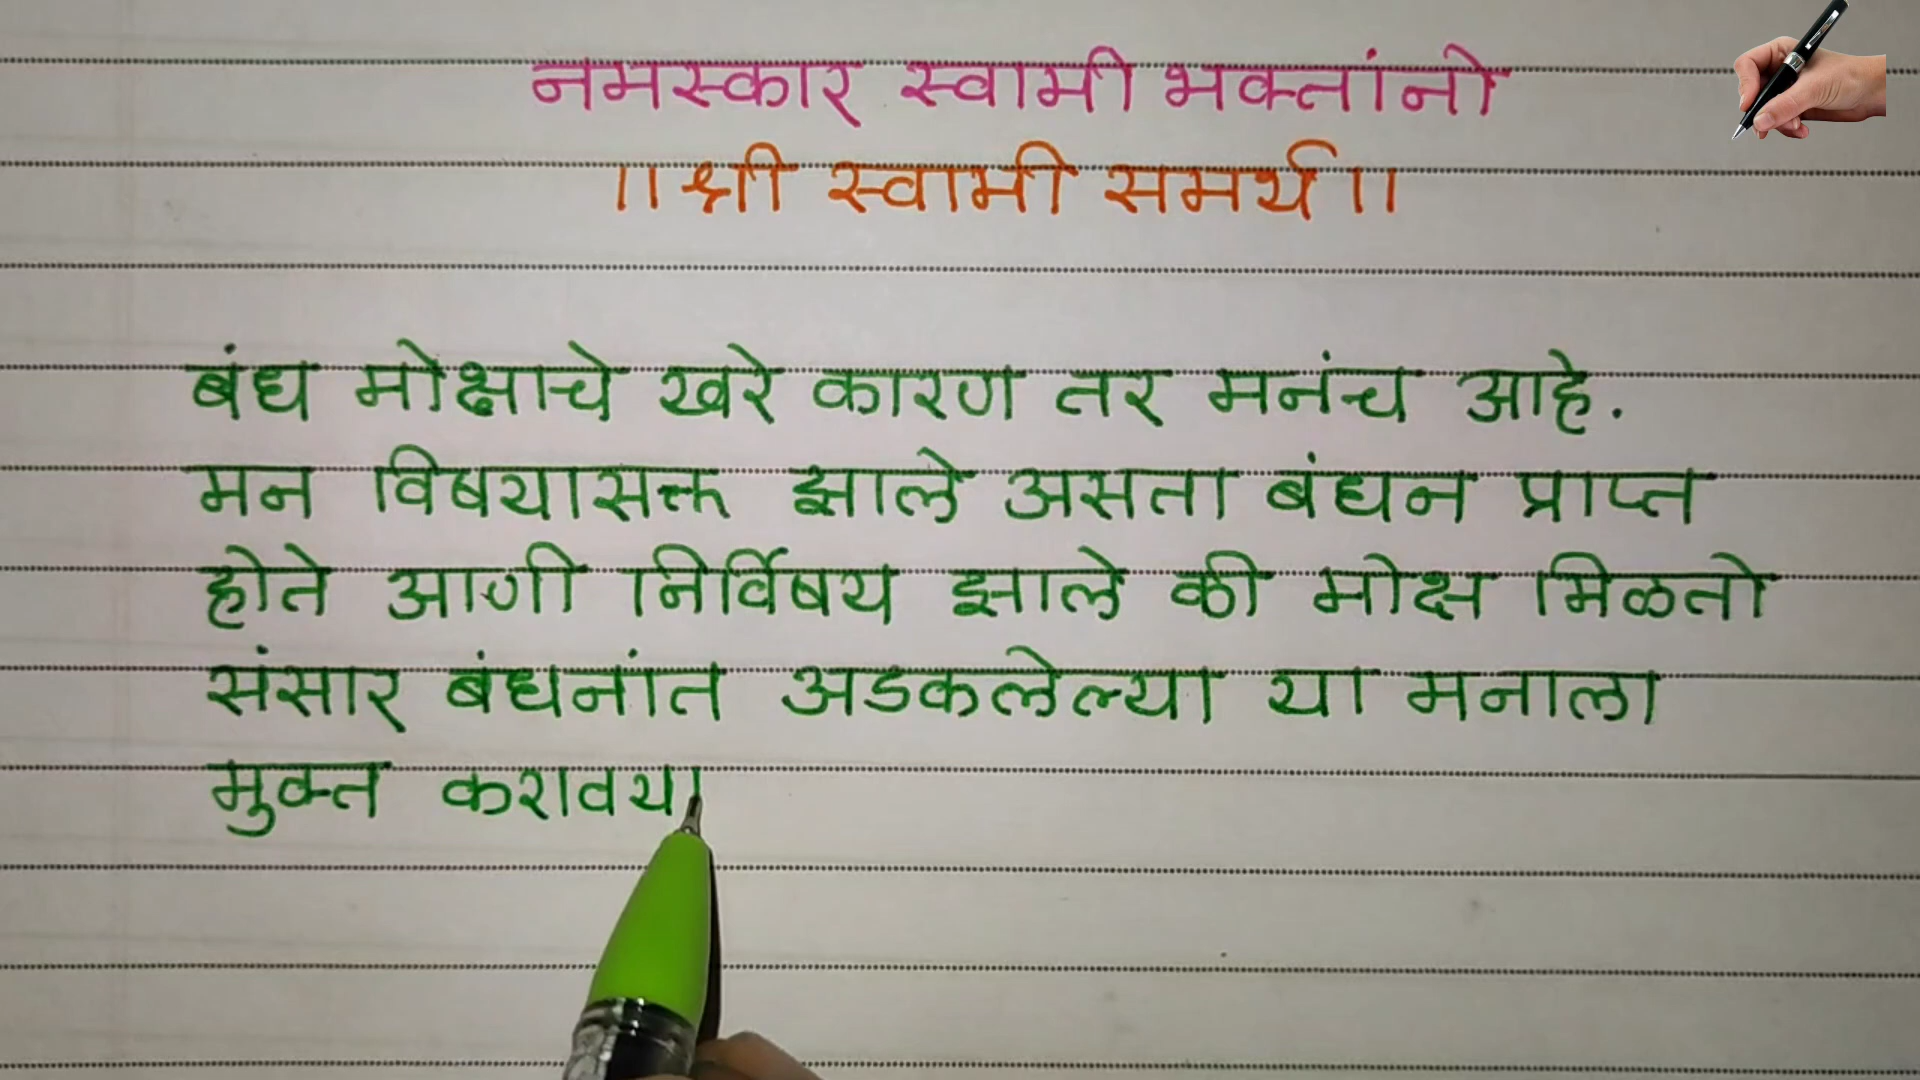 नमस्कार स्वामी भक्तांनो
॥श्री स्वामी समर्थ॥
बंध मोक्षाचे खरे कारण तर मनंच आहे.
मन विषयासक्त झाले असता बंधन प्राप्त
होते आणी निर्विषय झाले की मोक्ष मिळतो
संसार बंधनांत अडकलेल्या या मनाला
मुक्त करावया